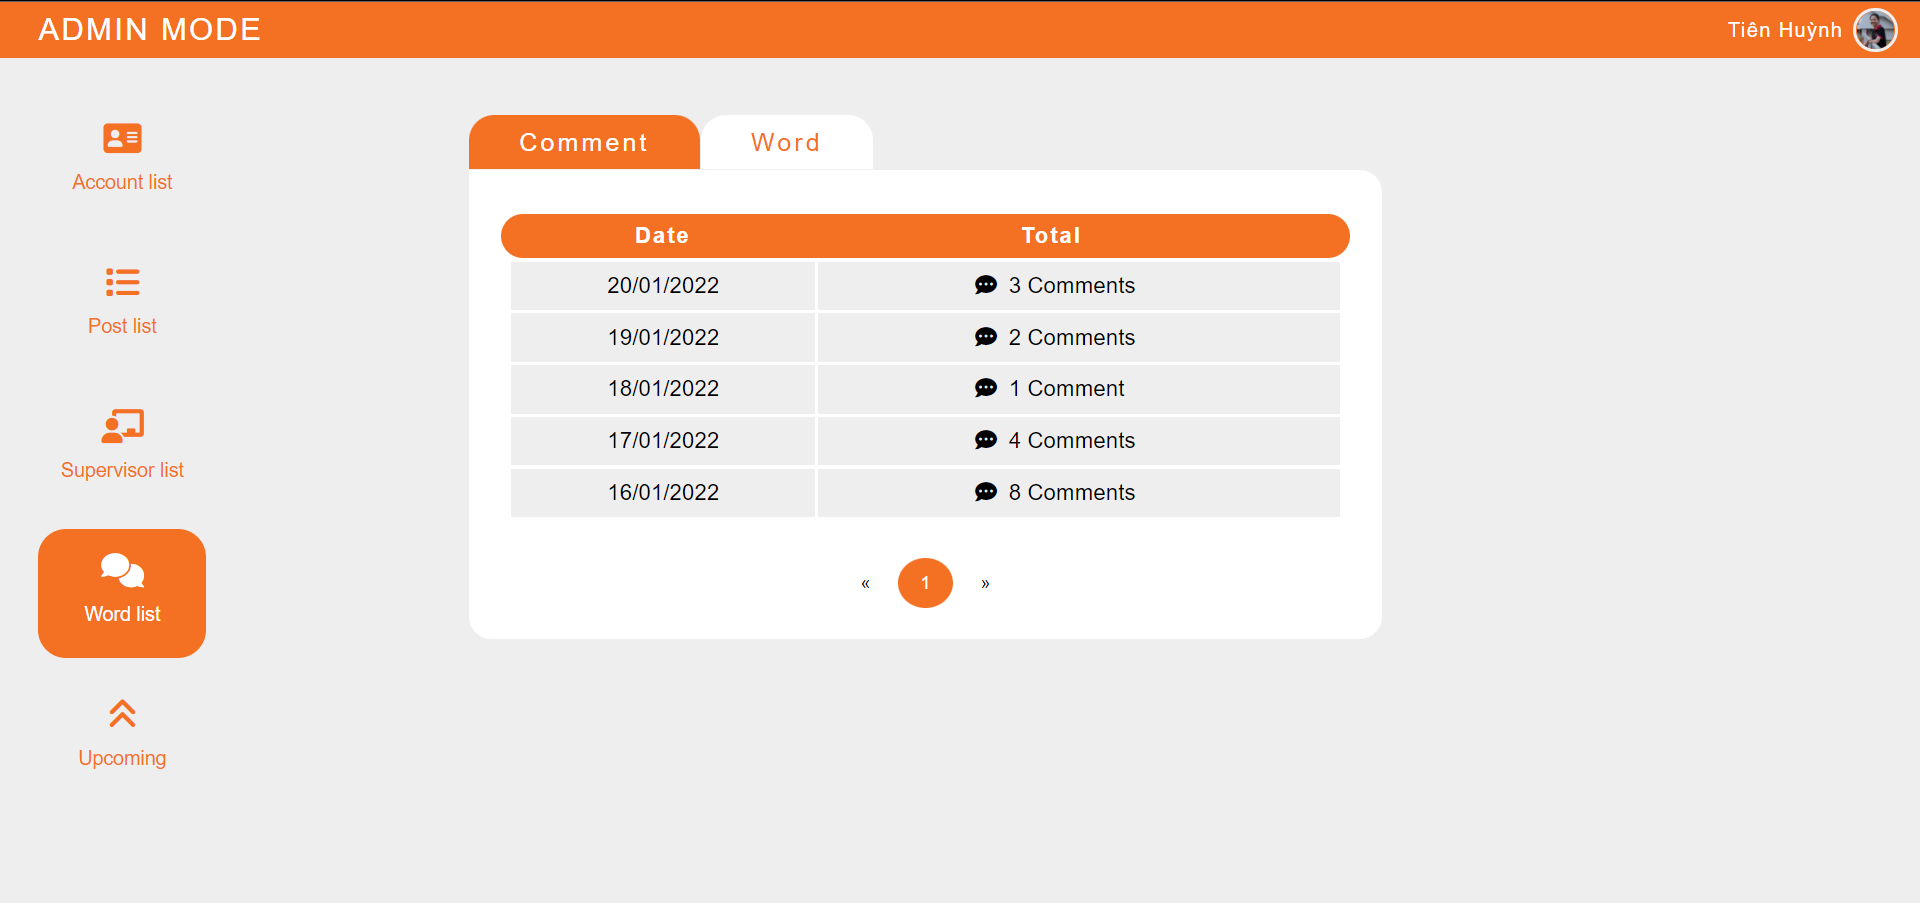 ADMIN MODE
Tiên Huỳnh
Account list
Post list
Supervisor list
Word list
Upcoming
Comment Word
Date Total
20/01/2022 3 Comments
19/01/2022 2 Comments
18/01/2022 1 Comment
17/01/2022 4 Comments
16/01/2022 8 Comments
« 1 »